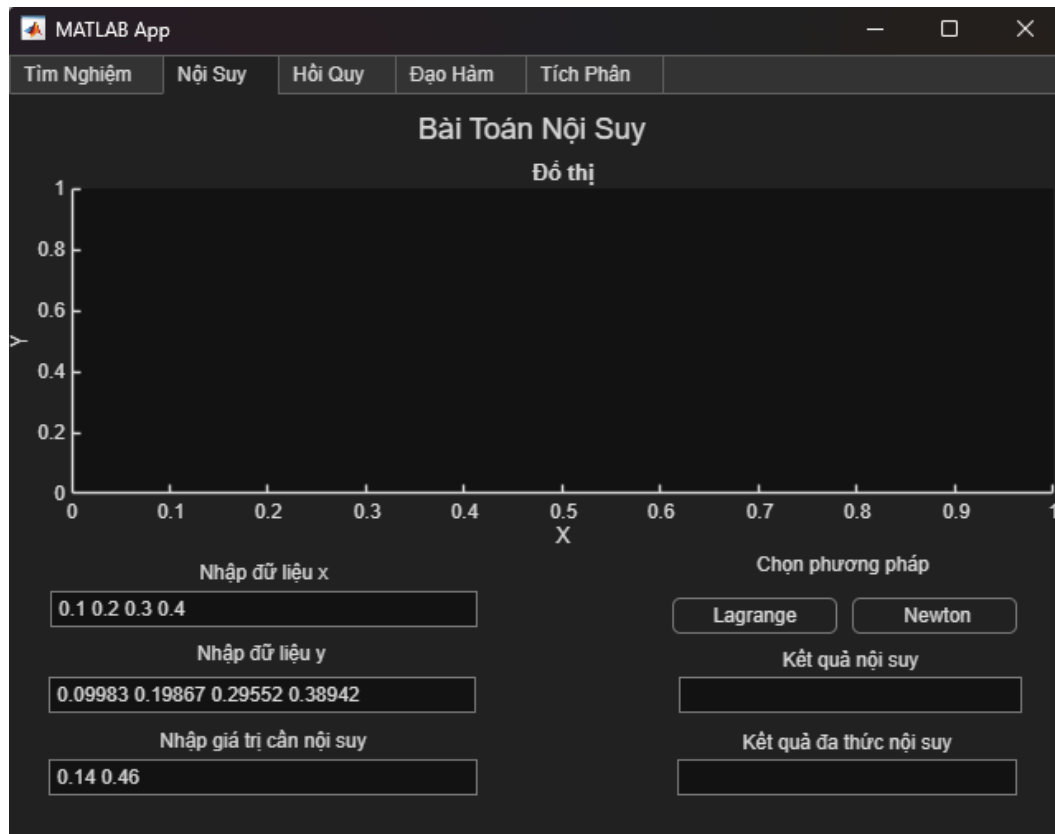 MATLAB App
Tìm Nghiệm Nội Suy Hồi Quy Đạo Hàm Tích Phân
Bài Toán Nội Suy
Đồ thị
1
0.8
0.6
Y
0.4
0.2
0
0 0.1 0.2 0.3 0.4 0.5 0.6 0.7 0.8 0.9 1
X
Chọn phương pháp
Nhập dữ liệu x
0.1 0.2 0.3 0.4
Lagrange Newton
Nhập dữ liệu y
Kết quả nội suy
0.09983 0.19867 0.29552 0.38942
Nhập giá trị cần nội suy
Kết quả đa thức nội suy
0.14 0.46